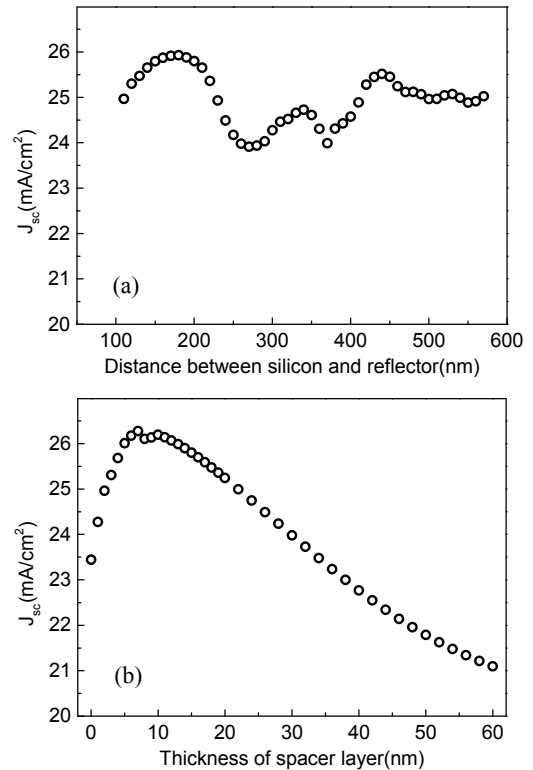 26
25
24
23
22
21
20
J_sc(mA/cm²)
(a)
100 200 300 400 500 600
Distance between silicon and reflector(nm)
26
25
24
23
22
21
20
J_sc(mA/cm²)
(b)
0 10 20 30 40 50 60
Thickness of spacer layer(nm)